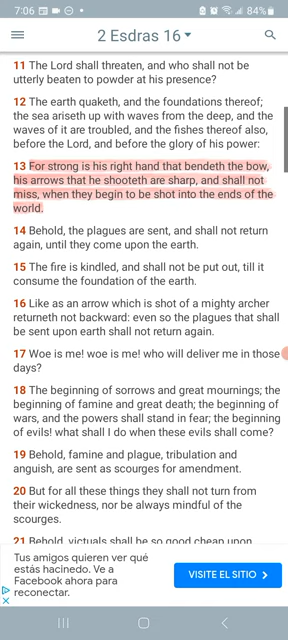 7:06
84%
2 Esdras 16
11 The Lord shall threaten, and who shall not be
utterly beaten to powder at his presence?
12 The earth quaketh, and the foundations thereof;
the sea ariseth up with waves from the deep, and
the waves of it are troubled, and the fishes thereof also,
before the Lord, and before the glory of his power:
13 For strong is his right hand that bendeth the bow,
his arrows that he shooteth are sharp, and shall not
miss, when they begin to be shot into the ends of the
world.
14 Behold, the plagues are sent, and shall not return
again, until they come upon the earth.
15 The fire is kindled, and shall not be put out, till it
consume the foundation of the earth.
16 Like as an arrow which is shot of a mighty archer
returneth not backward: even so the plagues that shall
be sent upon earth shall not return again.
17 Woe is me! woe is me! who will deliver me in those
days?
18 The beginning of sorrows and great mournings; the
beginning of famine and great death; the beginning of
wars, and the powers shall stand in fear; the beginning
of evils! what shall I do when these evils shall come?
19 Behold, famine and plague, tribulation and
anguish, are sent as scourges for amendment.
20 But for all these things they shall not turn from
their wickedness, nor be always mindful of the
scourges.
21 Behold, victuals shall be so good cheap upon
Tus amigos quieren ver qué
estás hacinedo. Ve a
Facebook ahora para
reconectar.
VISITE EL SITIO